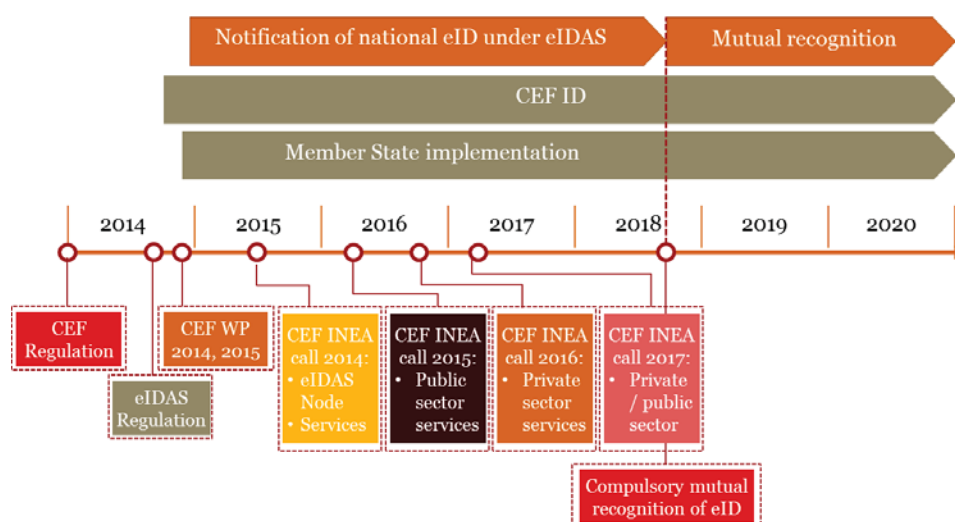 Notification of national eID under eIDAS
Mutual recognition
CEF ID
Member State implementation
2014
2015
2016
2017
2018
2019
2020
CEF
Regulation
eIDAS
Regulation
CEF WP
2014, 2015
CEF INEA
call 2014:
• eIDAS
Node
• Services
CEF INEA
call 2015:
• Public
sector
services
CEF INEA
call 2016:
• Private
sector
services
CEF INEA
call 2017:
• Private
/ public
sector
Compulsory mutual
recognition of eID